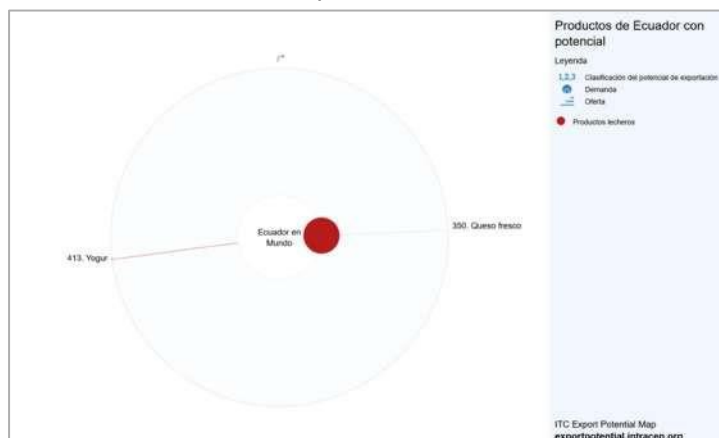 Productos de Ecuador con
potencial
Leyenda
1,2,3 Clasificación del potencial de exportación
Demanda
Oferta
Productos lecheros
Ecuador en
Mundo
350. Queso fresco
413. Yogur
ITC Export Potential Map
exportpotential.intracen.org